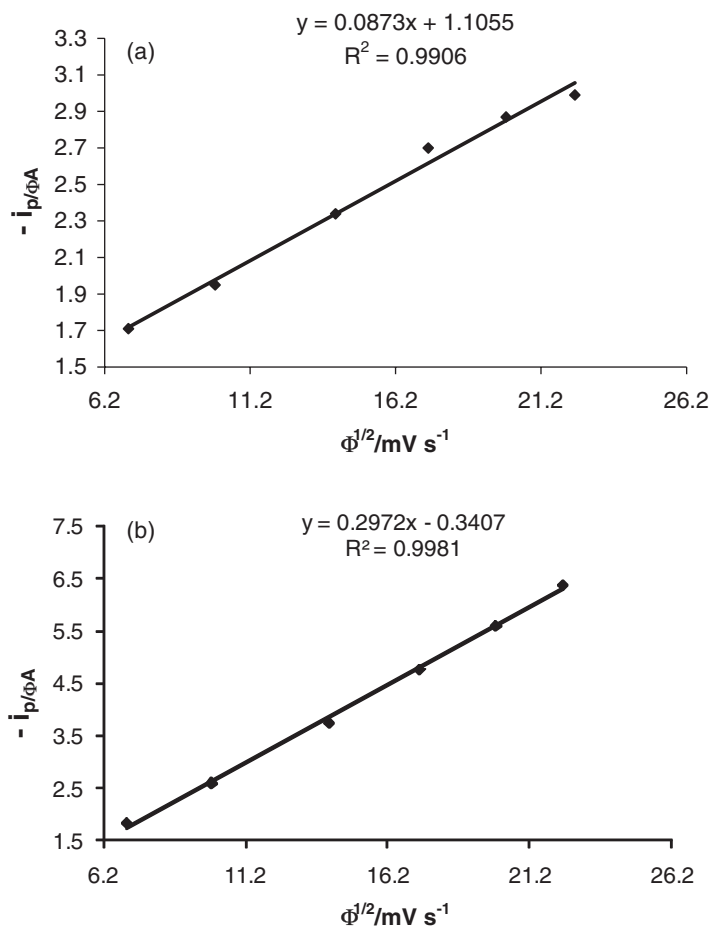 y = 0.0873x + 1.1055
R² = 0.9906
(a)
3.3
3.1
2.9
2.7
2.5
2.3
2.1
1.9
1.7
1.5
- ip/ΦA
6.2 11.2 16.2 21.2 26.2
Φ1/2/mV s-1
y = 0.2972x - 0.3407
R² = 0.9981
(b)
7.5
6.5
5.5
4.5
3.5
2.5
1.5
- ip/ΦA
6.2 11.2 16.2 21.2 26.2
Φ1/2/mV s-1